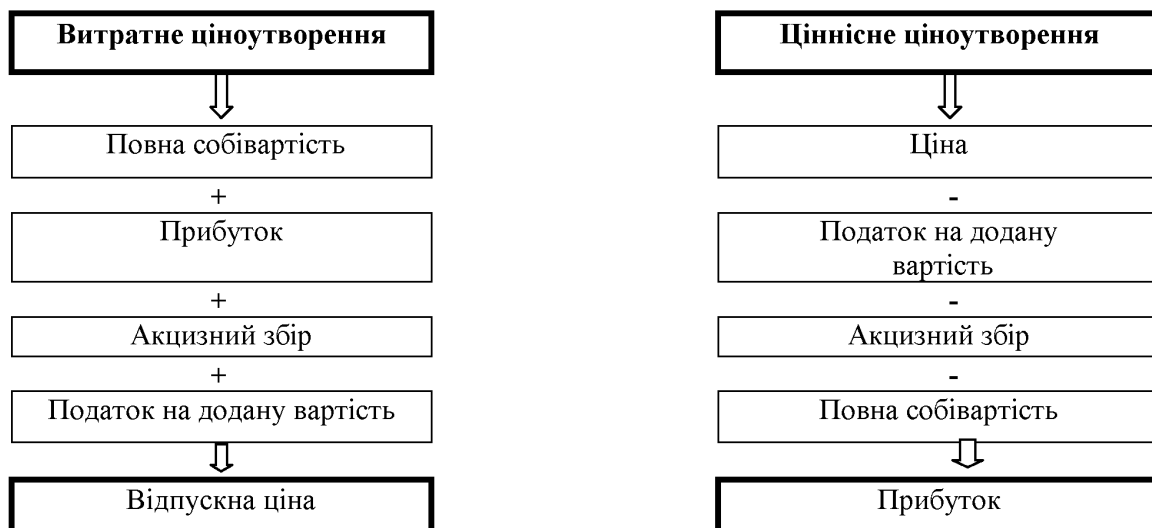 Витратне ціноутворення
Повна собівартість
+
Прибуток
+
Акцизний збір
+
Податок на додану вартість
Відпускна ціна
Ціннісне ціноутворення
Ціна
-
Податок на додану
вартість
-
Акцизний збір
-
Повна собівартість
Прибуток